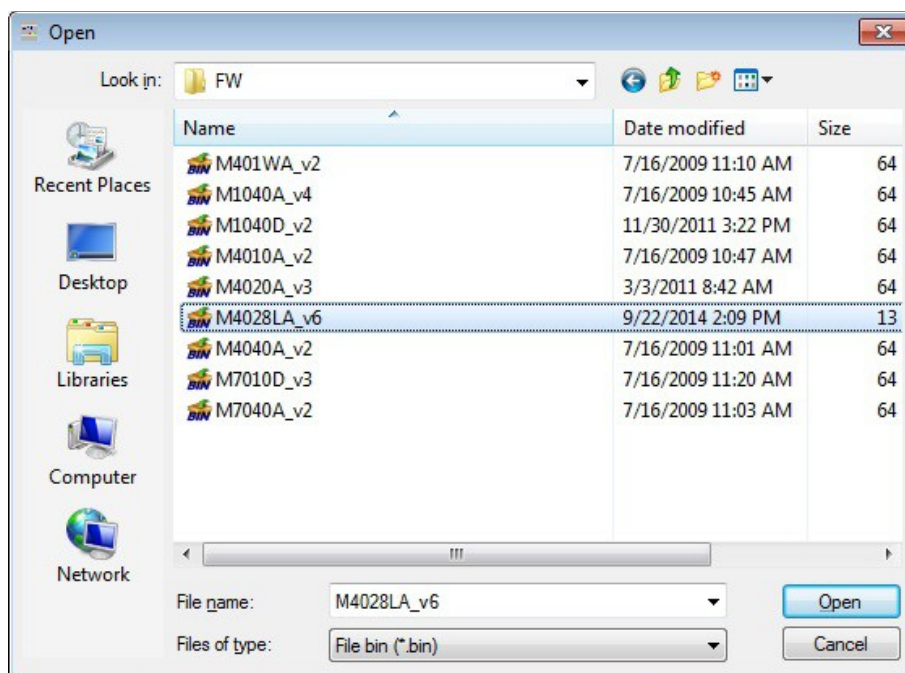 Open
Look in: FW
Name Date modified Size
M401WA_v2 7/16/2009 11:10 AM 64
M1040A_v4 7/16/2009 10:45 AM 64
M1040D_v2 11/30/2011 3:22 PM 64
M4010A_v2 7/16/2009 10:47 AM 64
M4020A_v3 3/3/2011 8:42 AM 64
M4028LA_v6 9/22/2014 2:09 PM 13
M4040A_v2 7/16/2009 11:01 AM 64
M7010D_v3 7/16/2009 11:20 AM 64
M7040A_v2 7/16/2009 11:03 AM 64
Recent Places
Desktop
Libraries
Computer
Network
File name: M4028LA_v6 Open
Files of type: File bin (*.bin) Cancel